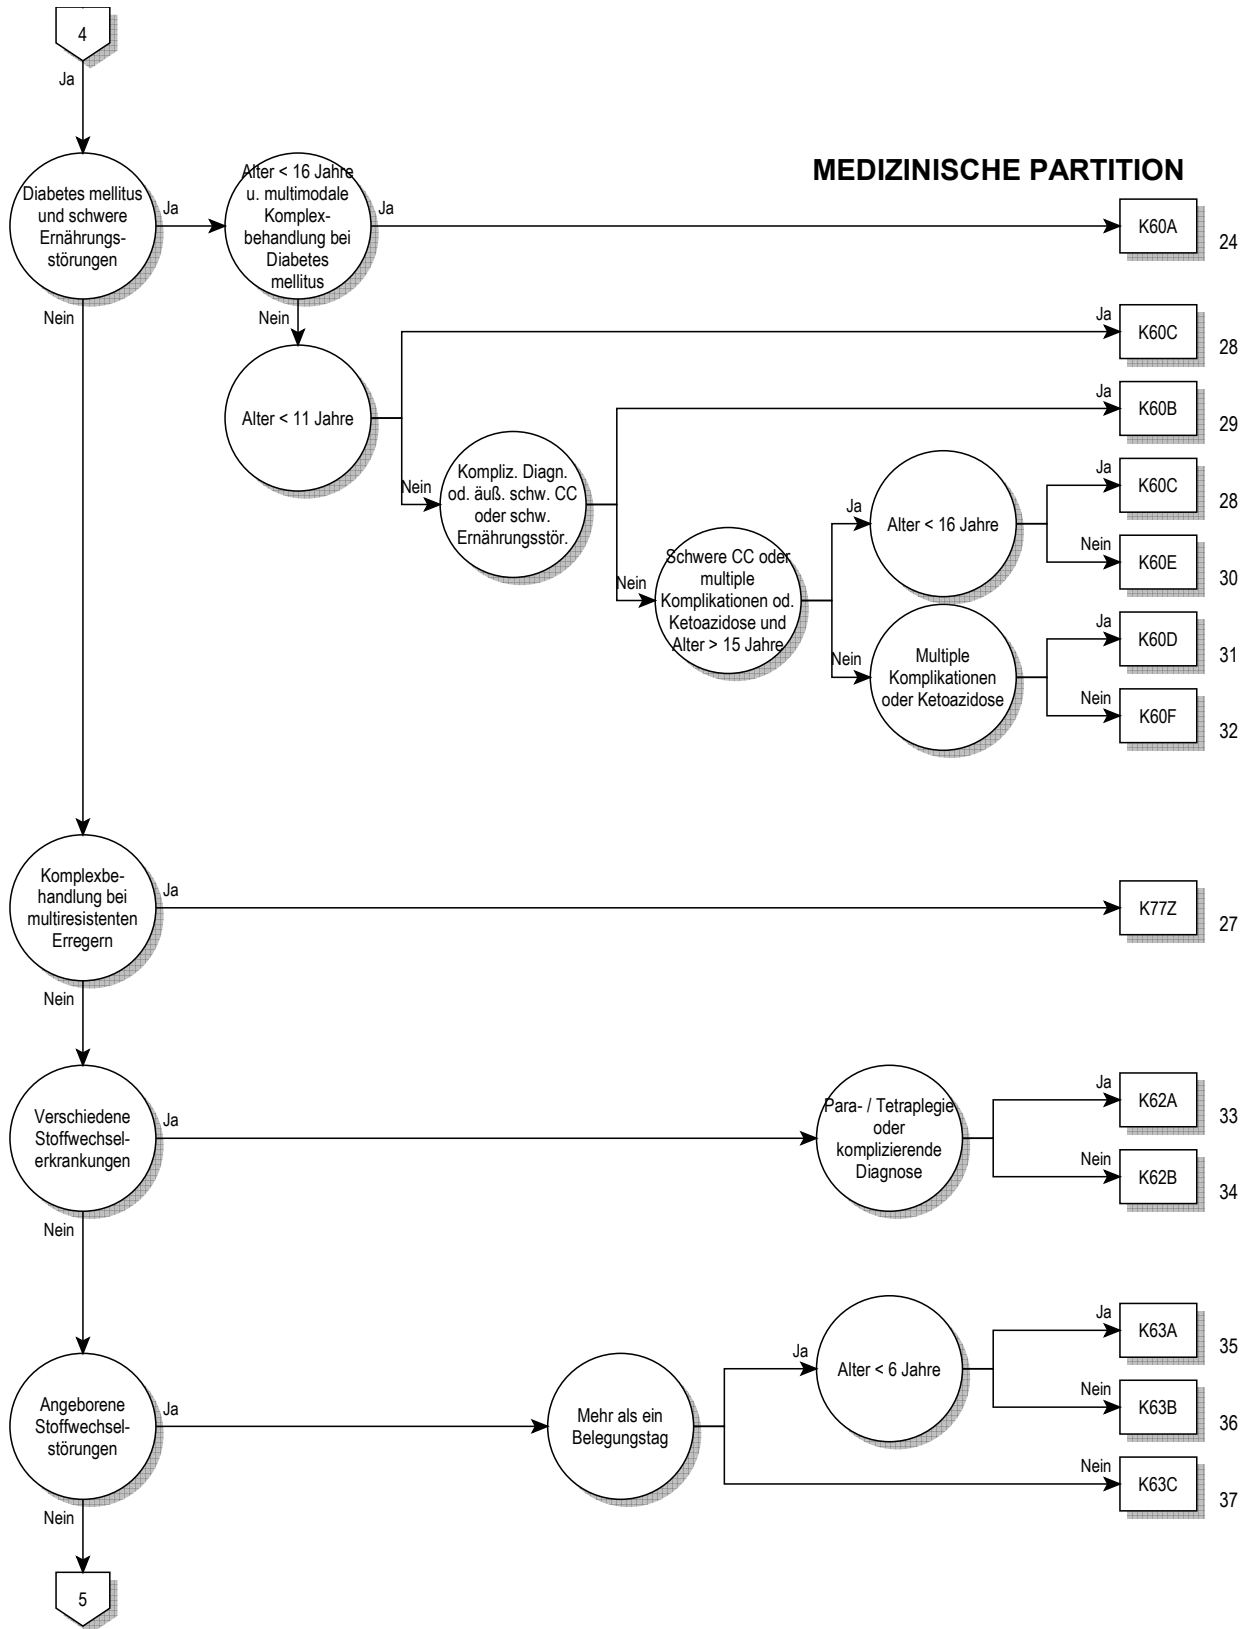 4
Ja
MEDIZINISCHE PARTITION
Diabetes mellitus
und schwere
Ernährungs-
störungen
Ja
Alter < 16 Jahre
u. multimodale
Komplex-
behandlung bei
Diabetes
mellitus
Ja
K60A
24
Nein
Nein
Alter < 11 Jahre
Ja
K60C
28
Nein
Kompliz. Diagn.
od. äuß. schw. CC
oder schw.
Ernährungsstör.
Ja
K60B
29
Nein
Schwere CC oder
multiple
Komplikationen od.
Ketoazidose und
Alter > 15 Jahre
Ja
Alter < 16 Jahre
Ja
K60C
28
Nein
K60E
30
Nein
Multiple
Komplikationen
oder Ketoazidose
Ja
K60D
31
Nein
K60F
32
Komplexbe-
handlung bei
multiresistenten
Erregern
Ja
K77Z
27
Nein
Verschiedene
Stoffwechsel-
erkrankungen
Ja
Para- / Tetraplegie
oder
komplizierende
Diagnose
Ja
K62A
33
Nein
K62B
34
Nein
Angeborene
Stoffwechsel-
störungen
Ja
Mehr als ein
Belegungstag
Ja
Alter < 6 Jahre
Ja
K63A
35
Nein
K63B
36
Nein
K63C
37
Nein
5